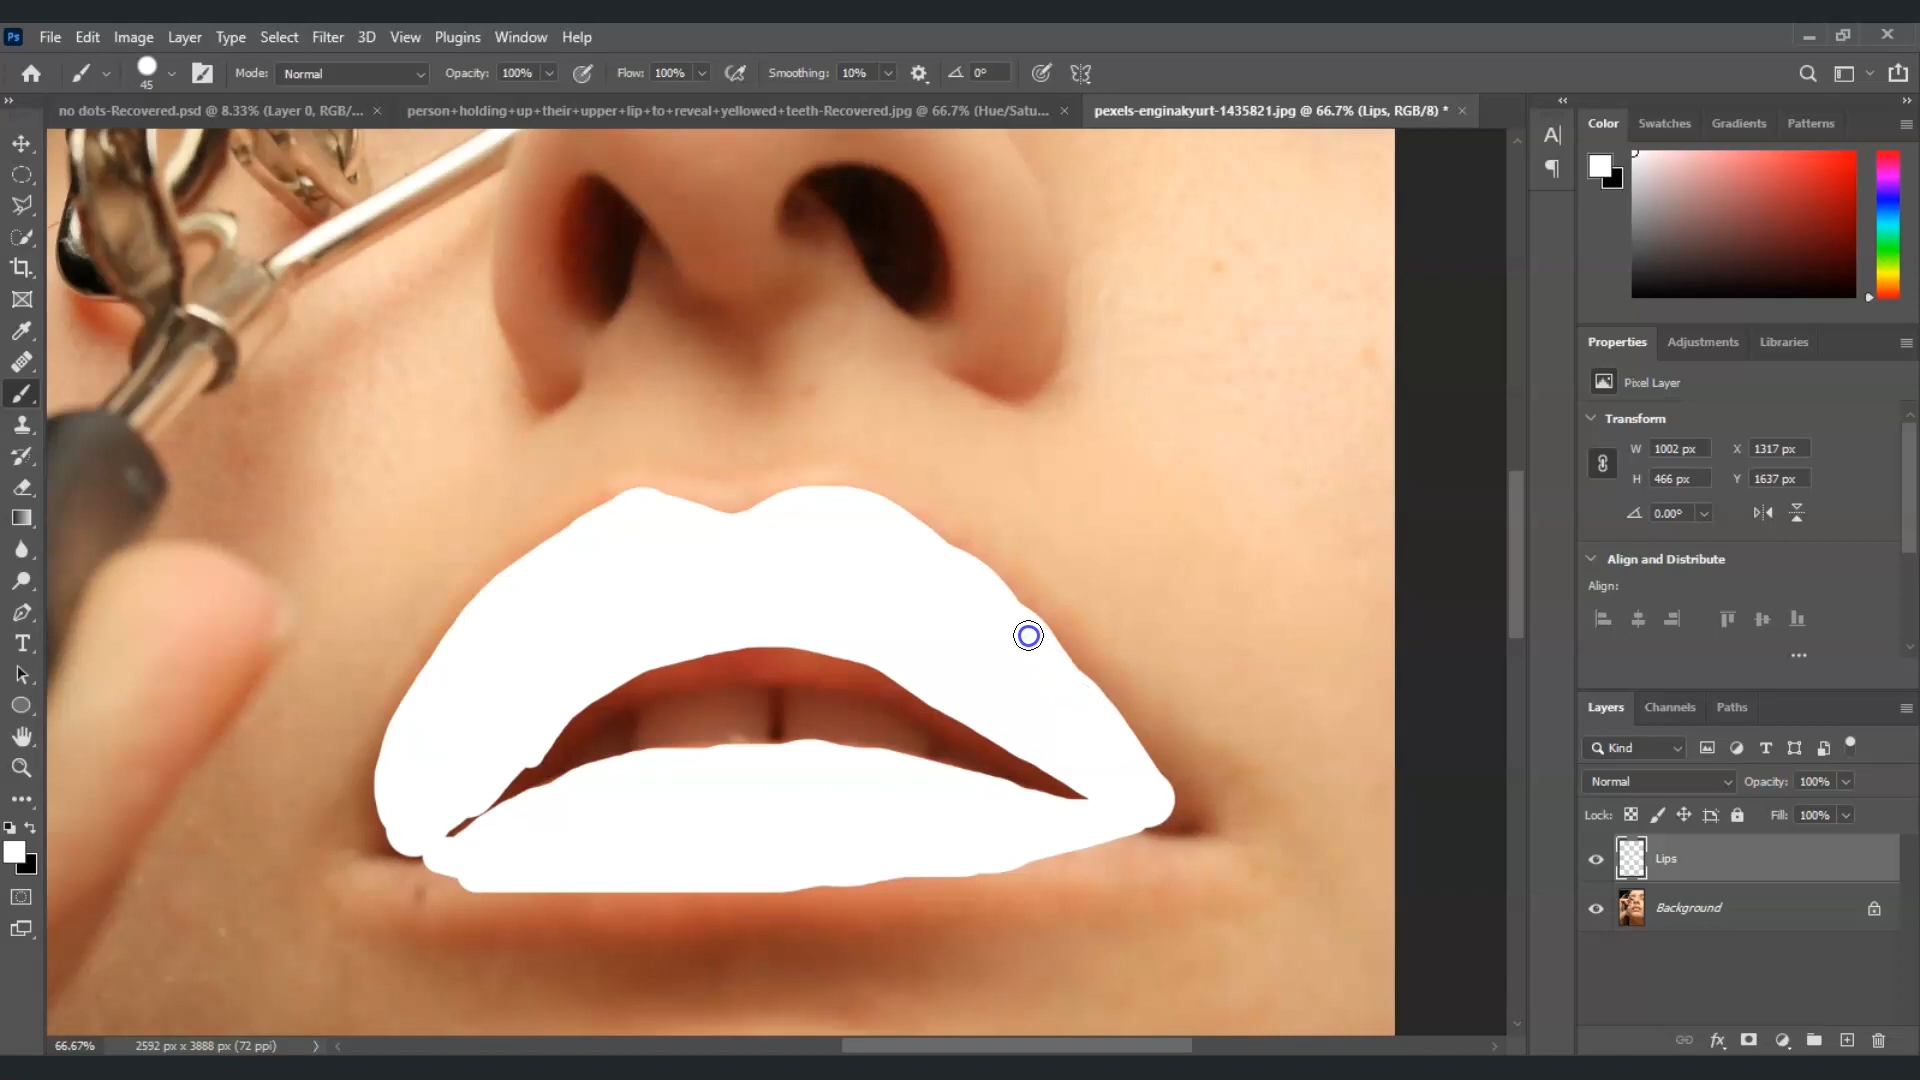 Ps File Edit Image Layer Type Select Filter 3D View Plugins Window Help
45 Mode: Normal Opacity: 100% Flow: 100% Smoothing: 10% 0°
no dots-Recovered.psd @ 8.33% (Layer 0, RGB/... person+holding+up+their+upper+lip+to+reveal+yellowed+teeth-Recovered.jpg @ 66.7% (Hue/Satu... pexels-enginakyurt-1435821.jpg @ 66.7% (Lips, RGB/8) *
Color Swatches Gradients Patterns
Properties Adjustments Libraries
Pixel Layer
Transform
W 1002 px X 1317 px
H 466 px Y 1637 px
0.00°
Align and Distribute
Align:
Layers Channels Paths
Kind
Normal Opacity: 100%
Lock: Fill: 100%
Lips
Background
66.67% 2592 px x 3888 px (72 ppi)